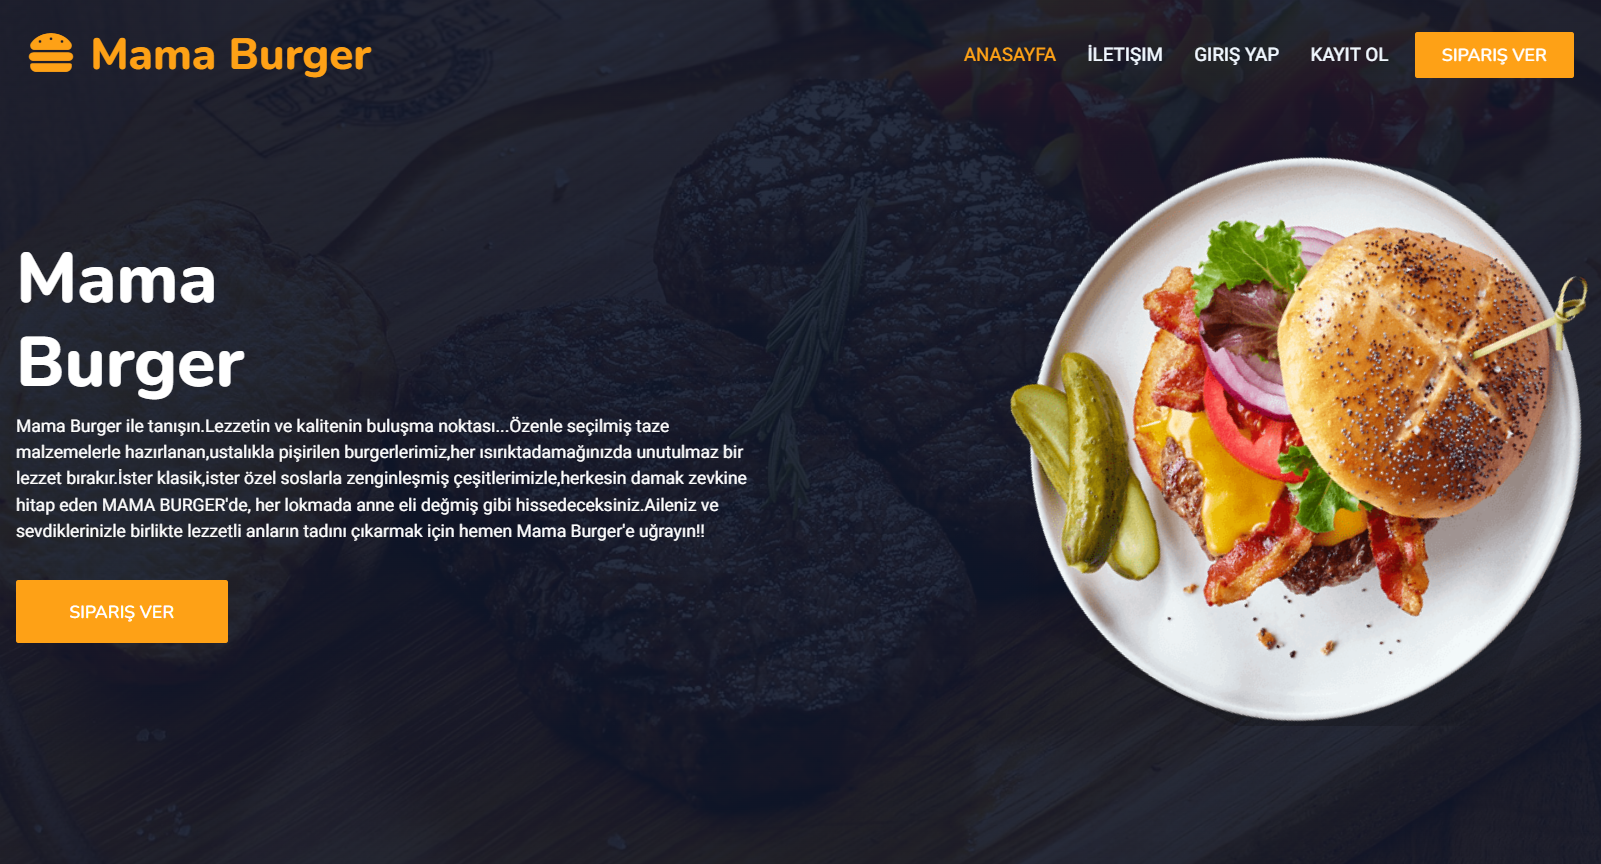 Mama Burger
ANASAYFA İLETIŞIM GIRIŞ YAP KAYIT OL SIPARIŞ VER
Mama
Burger
Mama Burger ile tanışın.Lezzetin ve kalitenin buluşma noktası...Özenle seçilmiş taze
malzemelerle hazırlanan,ustalıkla pişirilen burgerlerimiz,her ısırıktadamağınızda unutulmaz bir
lezzet bırakır.İster klasik,ister özel soslarla zenginleşmiş çeşitlerimizle,herkesin damak zevkine
hitap eden MAMA BURGER'de, her lokmada anne eli değmiş gibi hissedeceksiniz.Aileniz ve
sevdiklerinizle birlikte lezzetli anların tadını çıkarmak için hemen Mama Burger'e uğrayın!!
SIPARIŞ VER